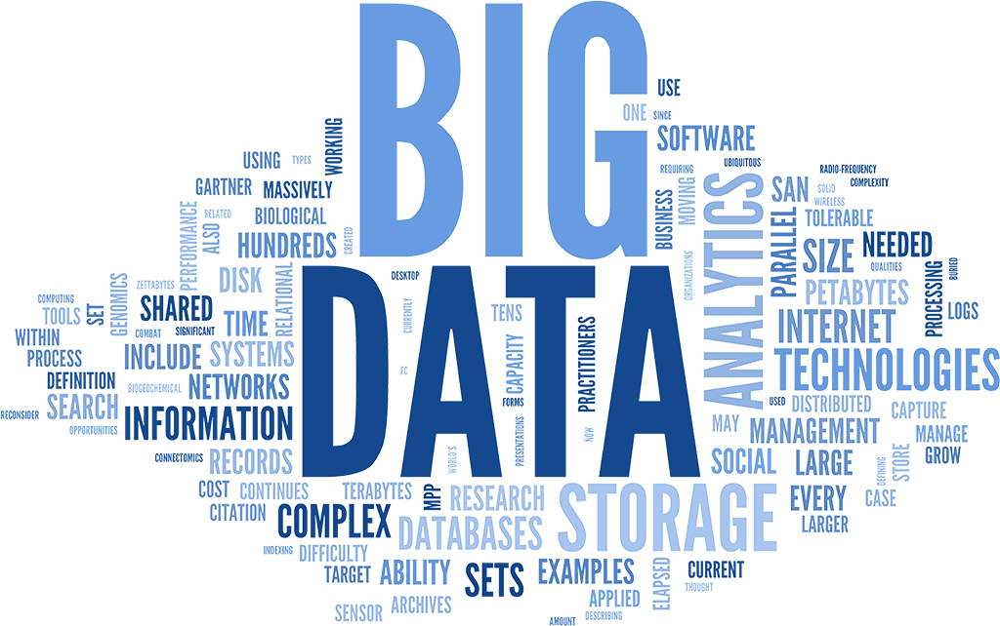 BIG
DATA
USE
ONE
SINCE
SOFTWARE
UBIQUITOUS
REQUIRING
WORKING
USING
TYPES
GARTNER
MASSIVELY
RELATED
BIOLOGICAL
PERFORMANCE
ALSO
HUNDREDS
CREATED
BUSINESS
MOVING
ANALYTICS
RADIO-FREQUENCY
COMPLEXITY
SAN
SOLID
WIRELESS
TOLERABLE
PARALLEL
SIZE
NEEDED
QUALITIES
ORGANIZATIONS
PETABYTES
PROCESSING
BURIED
LOGS
INTERNET
TECHNOLOGIES
ZETTABYTES
DISK
RELATIONAL
DESKTOP
COMPUTING
TOOLS
SET
GENOMICS
SHARED
COMBAT
SIGNIFICANT
TIME
CURRENTLY
TENS
CAPACITY
PRACTITIONERS
WITHIN
PROCESS
INCLUDE
SYSTEMS
FC
DEFINITION
BIOGEOCHEMICAL
NETWORKS
FORMS
RECONSIDER
SEARCH
OPPORTUNITIES
INFORMATION
PRESENTATIONS
NOW
WORLD'S
USED
DISTRIBUTED
CAPTURE
MAY
MANAGEMENT
MANAGE
GROW
CONNECTOMICS
RECORDS
SOCIAL
LARGE
DEFINING
STORE
COST
CONTINUES
TERABYTES
MPP
RESEARCH
STORAGE
EVERY
CASE
CITATION
COMPLEX
DATABASES
LARGER
INDEXING
DIFFICULTY
TARGET
ABILITY
SETS
EXAMPLES
ELAPSED
CURRENT
THOUGHT
SENSOR
ARCHIVES
APPLIED
AMOUNT
DESCRIBING